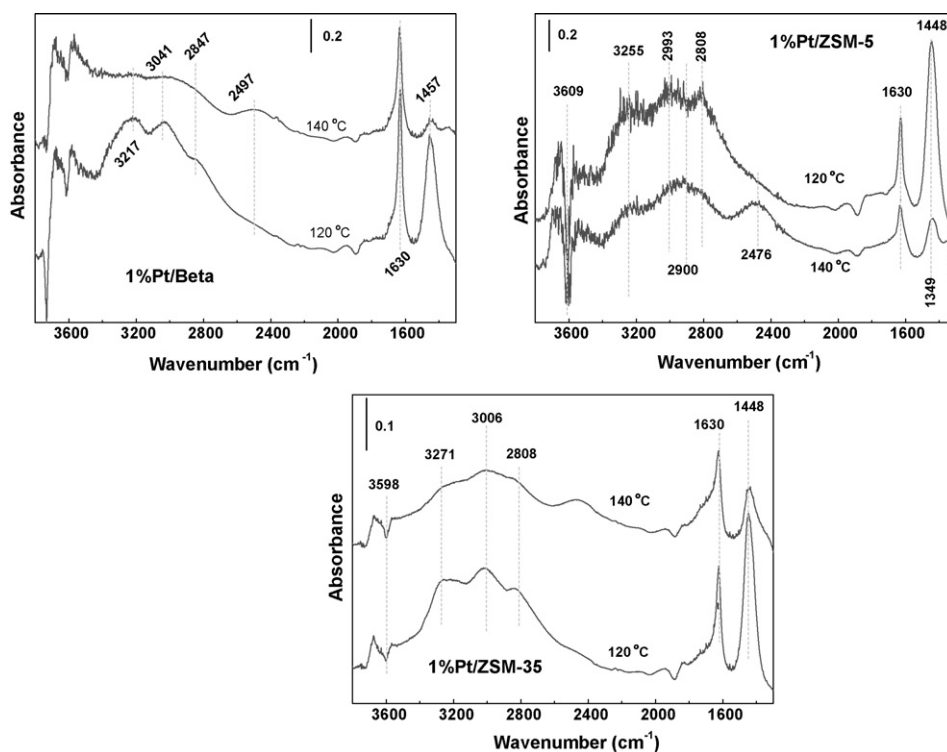 0.2
3041
2847
2497
1457
140 °C
3217
120 °C
1630
1%Pt/Beta
Absorbance
3600 3200 2800 2400 2000 1600
Wavenumber (cm-1)
1448
0.2
1%Pt/ZSM-5
3609
3255
2993
2808
1630
120 °C
2900
2476
140 °C
1349
Absorbance
3600 3200 2800 2400 2000 1600
Wavenumber (cm-1)
0.1
3006
1630
1448
3271
2808
3598
140 °C
120 °C
1%Pt/ZSM-35
Absorbance
3600 3200 2800 2400 2000 1600
Wavenumber (cm-1)